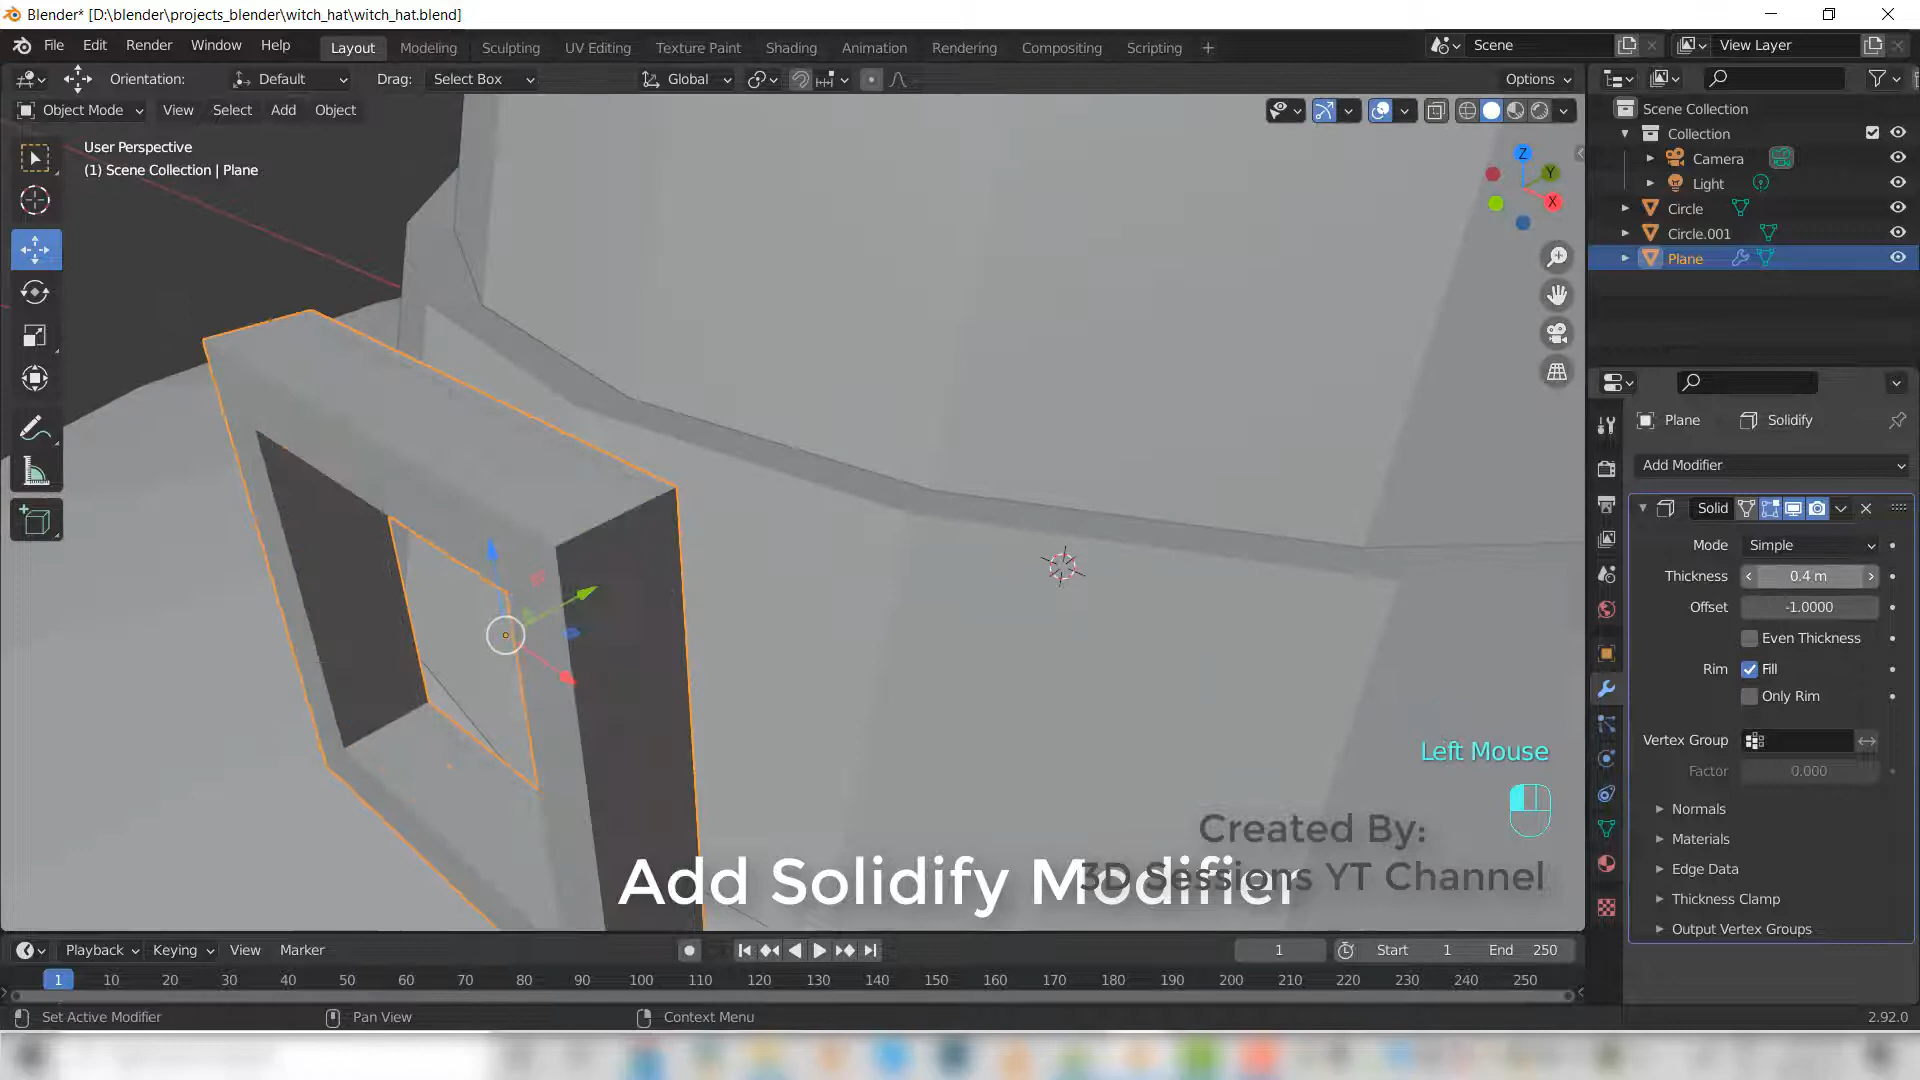 Blender* [D:\blender\projects_blender\witch_hat\witch_hat.blend]
File Edit Render Window Help Layout Modeling Sculpting UV Editing Texture Paint Shading Animation Rendering Compositing Scripting + Scene View Layer
Orientation: Default Drag: Select Box Global Options
Object Mode View Select Add Object
User Perspective
(1) Scene Collection | Plane
Z
Y
X
Scene Collection
Collection
Camera
Light
Circle
Circle.001
Plane
Plane Solidify
Add Modifier
Solid
Mode Simple
Thickness 0.4 m
Offset -1.0000
Even Thickness
Rim Fill
Only Rim
Vertex Group
Factor 0.000
Normals
Materials
Edge Data
Thickness Clamp
Output Vertex Groups
Left Mouse
Created By:
3D Sessions YT Channel
Add Solidify Modifier
Playback Keying View Marker 1 Start 1 End 250
1 10 20 30 40 50 60 70 80 90 100 110 120 130 140 150 160 170 180 190 200 210 220 230 240 250
Set Active Modifier Pan View Context Menu 2.92.0